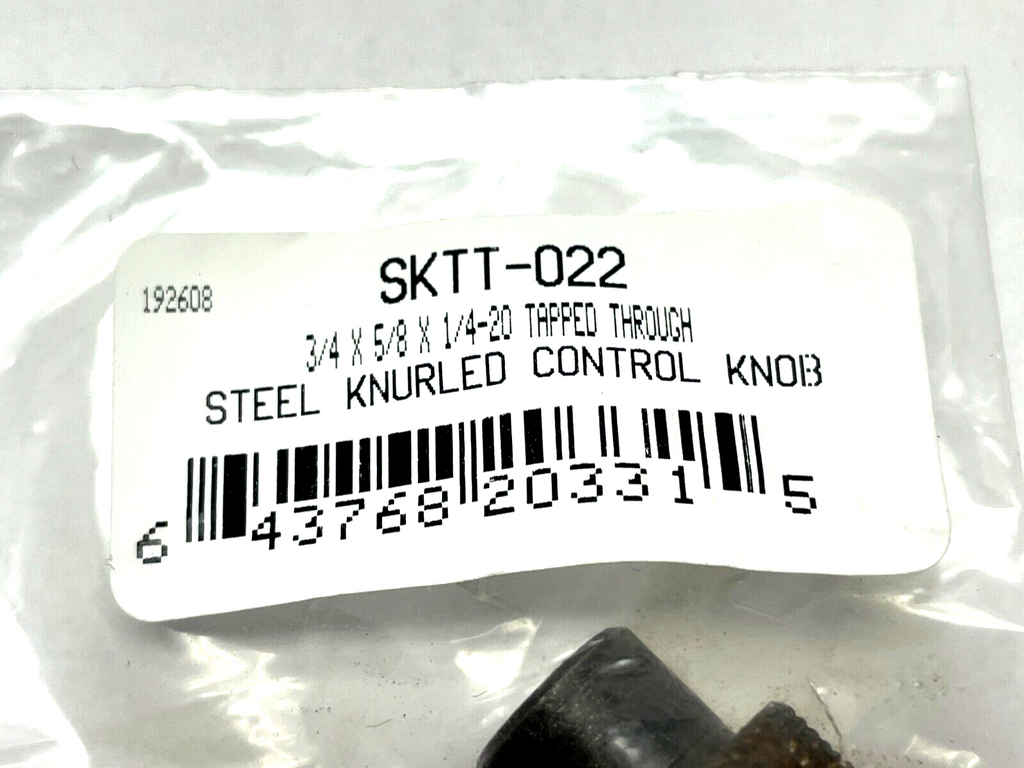 SKTT-022
192608
3/4 X 5/8 X 1/4-20 TAPPED THROUGH
STEEL KNURLED CONTROL KNOB
6 43768 20331 5